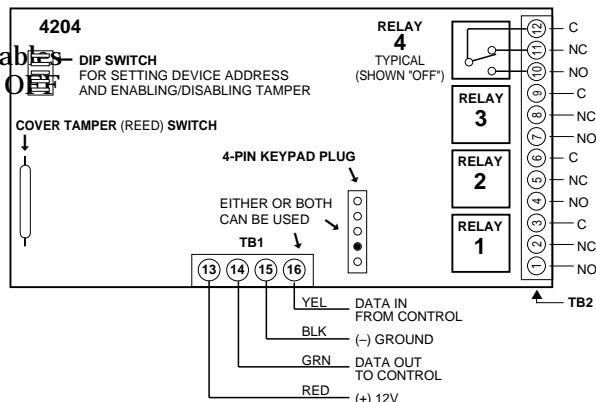 4204
RELAY
4
TYPICAL
(SHOWN "OFF")
ables
OFF
DIP SWITCH
FOR SETTING DEVICE ADDRESS
AND ENABLING/DISABLING TAMPER
COVER TAMPER (REED) SWITCH
4-PIN KEYPAD PLUG
EITHER OR BOTH
CAN BE USED
TB1
13 14 15 16
RELAY
3
RELAY
2
RELAY
1
12 C
11 NC
10 NO
9 C
8 NC
7 NO
6 C
5 NC
4 NO
3 C
2 NC
1 NO
TB2
YEL DATA IN
FROM CONTROL
BLK (–) GROUND
GRN DATA OUT
TO CONTROL
RED (+) 12V